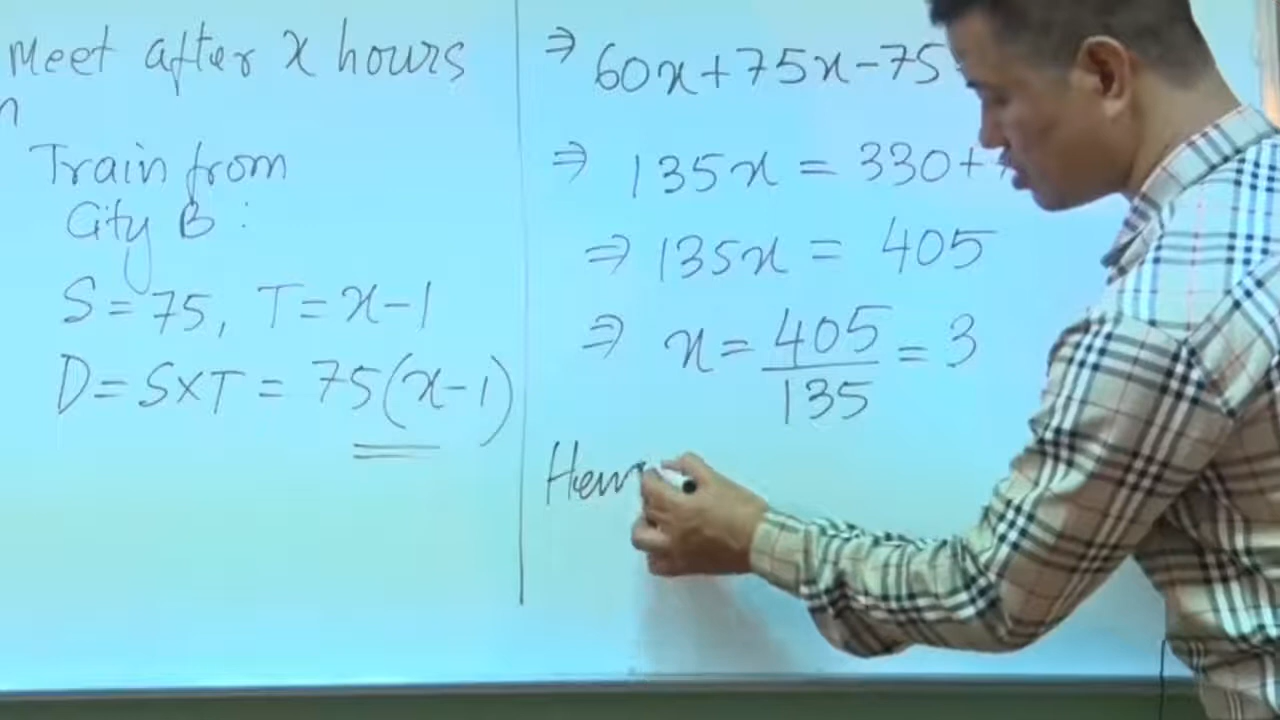 Meet after x hours
n
Train from
City B:
S = 75, T = x-1
D = S×T = 75(x-1)
⇒ 60x+75x-75
⇒ 135x = 330+
⇒ 135x = 405
⇒ x = 405/135 = 3